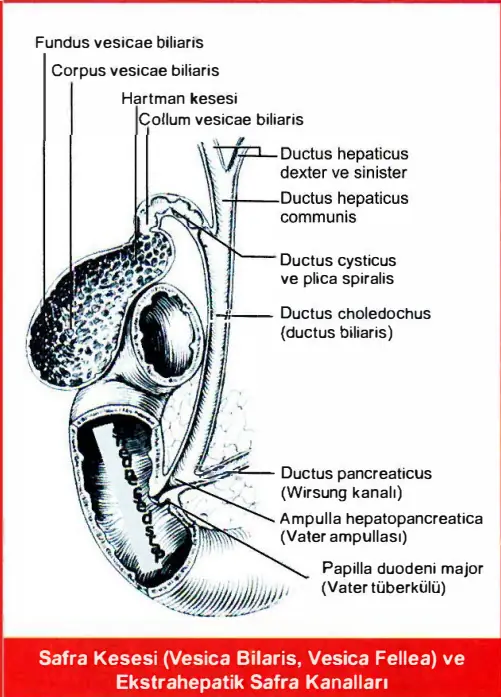 Fundus vesicae biliaris
Corpus vesicae biliaris
Hartman kesesi
Collum vesicae biliaris
Ductus hepaticus
dexter ve sinister
Ductus hepaticus
communis
Ductus cysticus
ve plica spiralis
Ductus choledochus
(ductus biliaris)
Ductus pancreaticus
(Wirsung kanalı)
Ampulla hepatopancreatica
(Vater ampullası)
Papilla duodeni major
(Vater tüberkülü)
Safra Kesesi (Vesica Bilaris, Vesica Fellea) ve
Ekstrahepatik Safra Kanalları